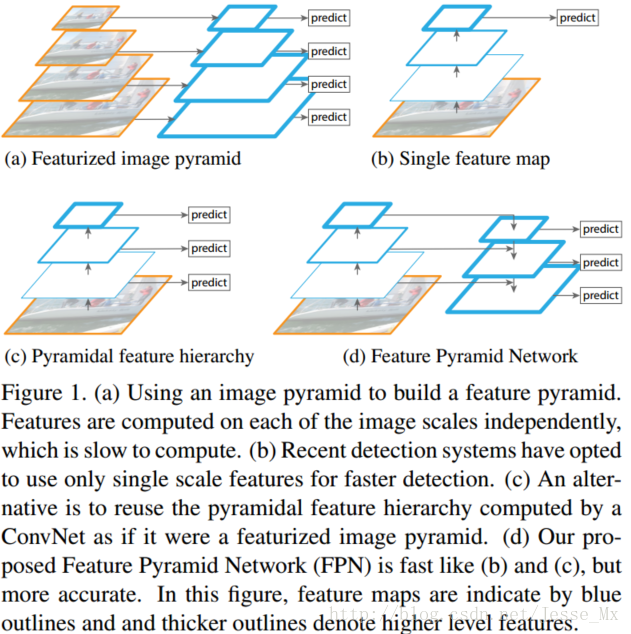 predict
predict
predict
predict
predict
(a) Featurized image pyramid
(b) Single feature map
predict
predict
predict
predict
predict
predict
(c) Pyramidal feature hierarchy
(d) Feature Pyramid Network
Figure 1. (a) Using an image pyramid to build a feature pyramid.
Features are computed on each of the image scales independently,
which is slow to compute. (b) Recent detection systems have opted
to use only single scale features for faster detection. (c) An alter-
native is to reuse the pyramidal feature hierarchy computed by a
ConvNet as if it were a featurized image pyramid. (d) Our pro-
posed Feature Pyramid Network (FPN) is fast like (b) and (c), but
more accurate. In this figure, feature maps are indicate by blue
outlines and and thicker outlines denote higher level features.
http://blog.csdn.net/Jesse_Mx